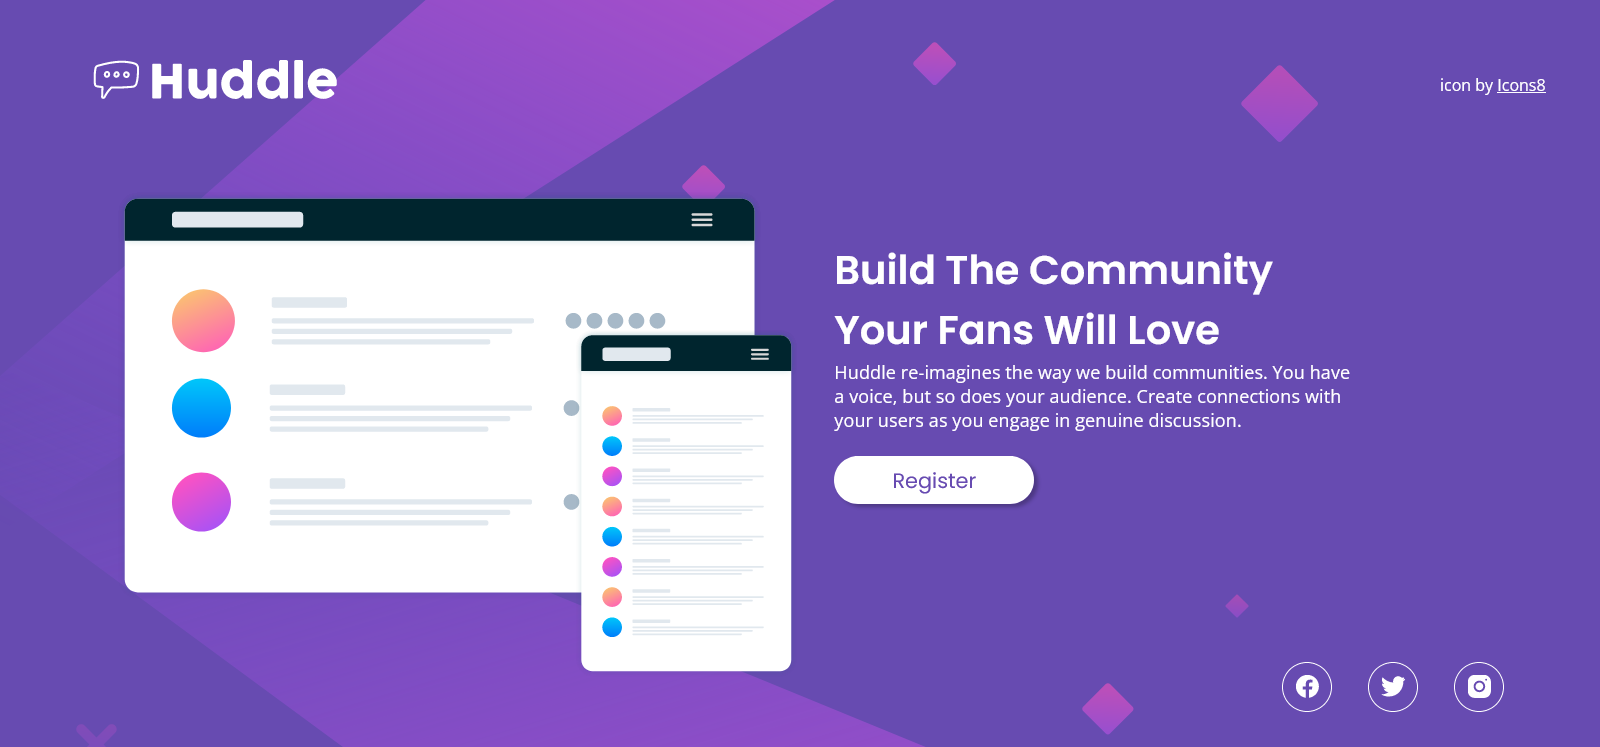 Huddle
icon by Icons8
Build The Community
Your Fans Will Love
Huddle re-imagines the way we build communities. You have
a voice, but so does your audience. Create connections with
your users as you engage in genuine discussion.
Register